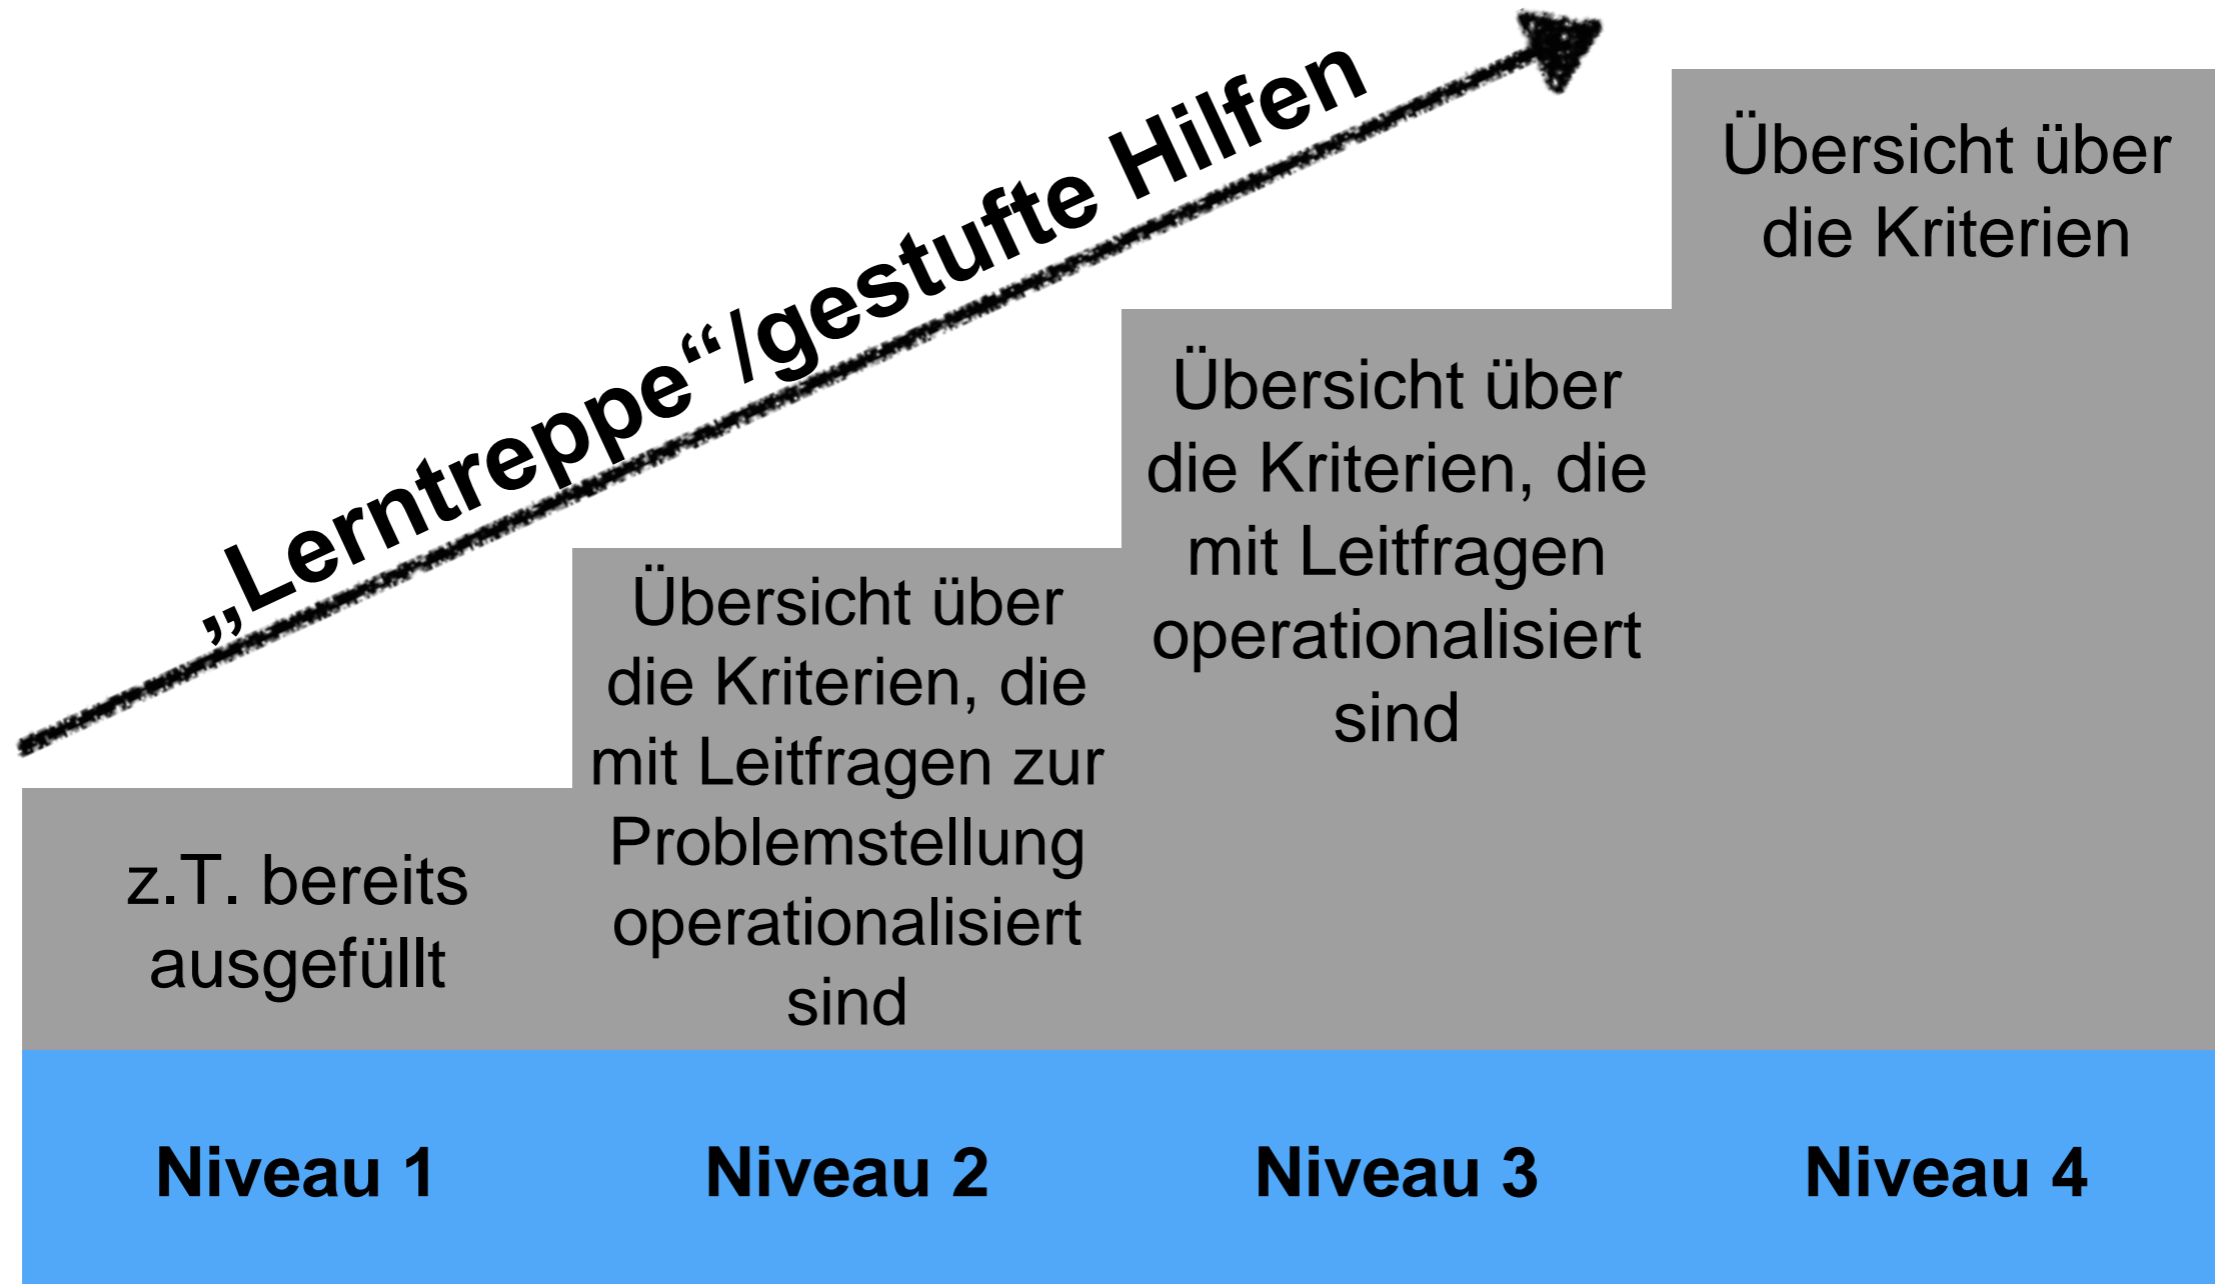 „Lerntreppe“/gestufte Hilfen
z.T. bereits
ausgefüllt
Übersicht über
die Kriterien, die
mit Leitfragen zur
Problemstellung
operationalisiert
sind
Übersicht über
die Kriterien, die
mit Leitfragen
operationalisiert
sind
Übersicht über
die Kriterien
Niveau 1
Niveau 2
Niveau 3
Niveau 4